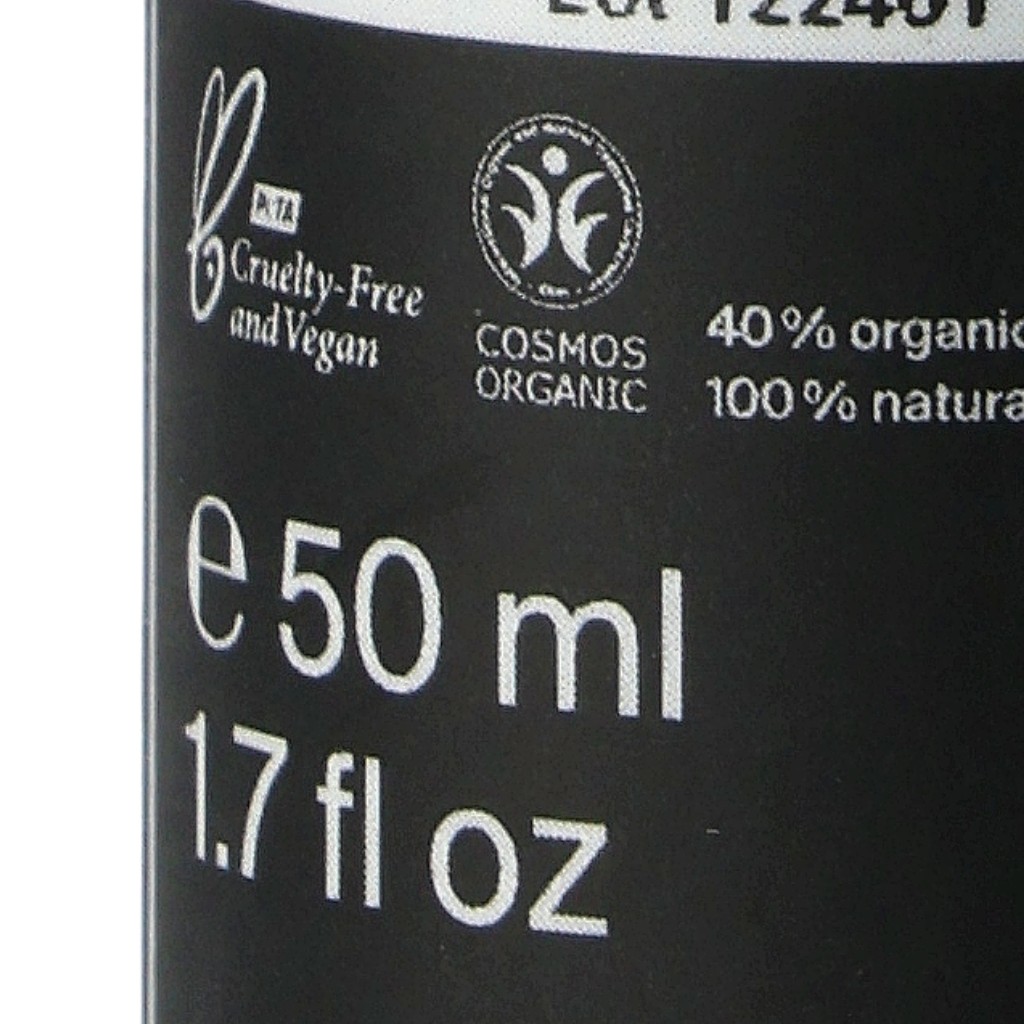 PETA
Cruelty-Free
and Vegan
COSMOS
ORGANIC
40% organic
100% natura
e 50 ml
1.7 fl oz